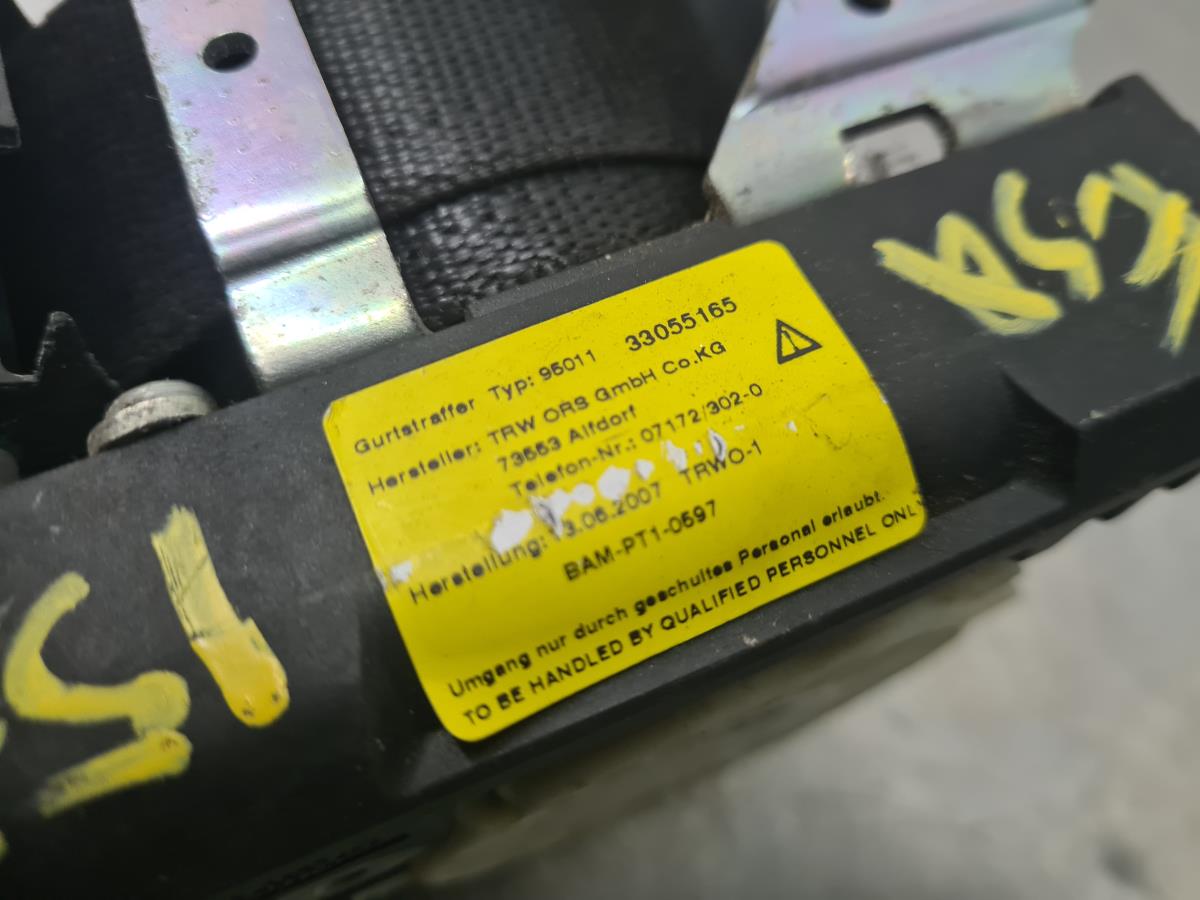 Gurtstraffer Typ: 95011 33055165
Hersteller: TRW ORS GmbH Co.KG
73553 Alfdorf
Telefon-Nr.: 07172/302-0
Herstellung: 3.06.2007 TRWO-1
BAM-PT1-0597
Umgang nur durch geschultes Personal erlaubt.
TO BE HANDLED BY QUALIFIED PERSONNEL ONLY